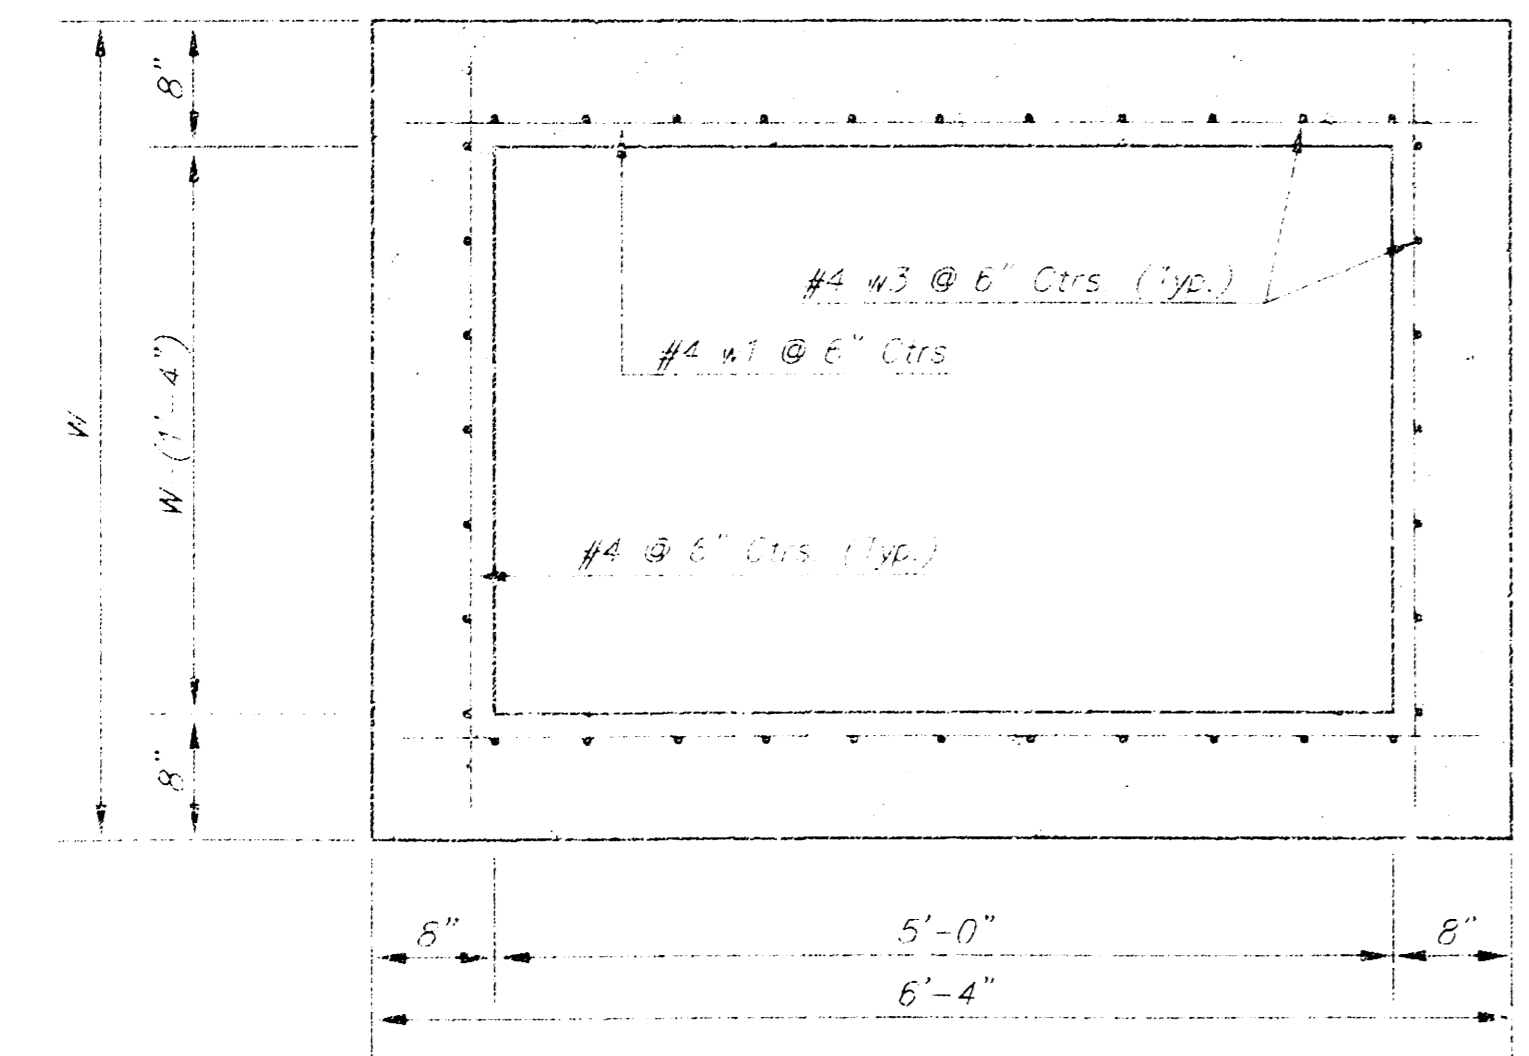 8"
#4 w3 @ 6" Ctrs (Typ.)
#4 w1 @ 6" Ctrs
W
W-(1'-4")
#4 @ 6" Ctrs (Typ.)
8"
8"
5'-0"
8"
6'-4"